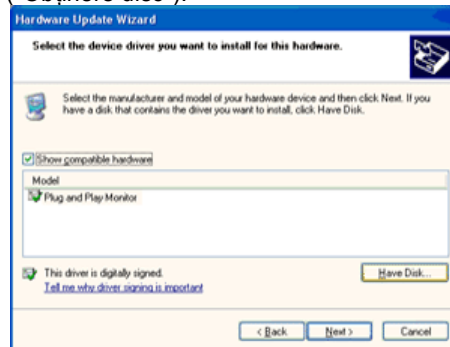 Hardware Update Wizard
Select the device driver you want to install for this hardware.
Select the manufacturer and model of your hardware device and then click Next. If you
have a disk that contains the driver you want to install, click Have Disk.
Show compatible hardware
Model
Plug and Play Monitor
This driver is digitally signed.
Have Disk...
Tell me why driver signing is important
< Back
Next >
Cancel